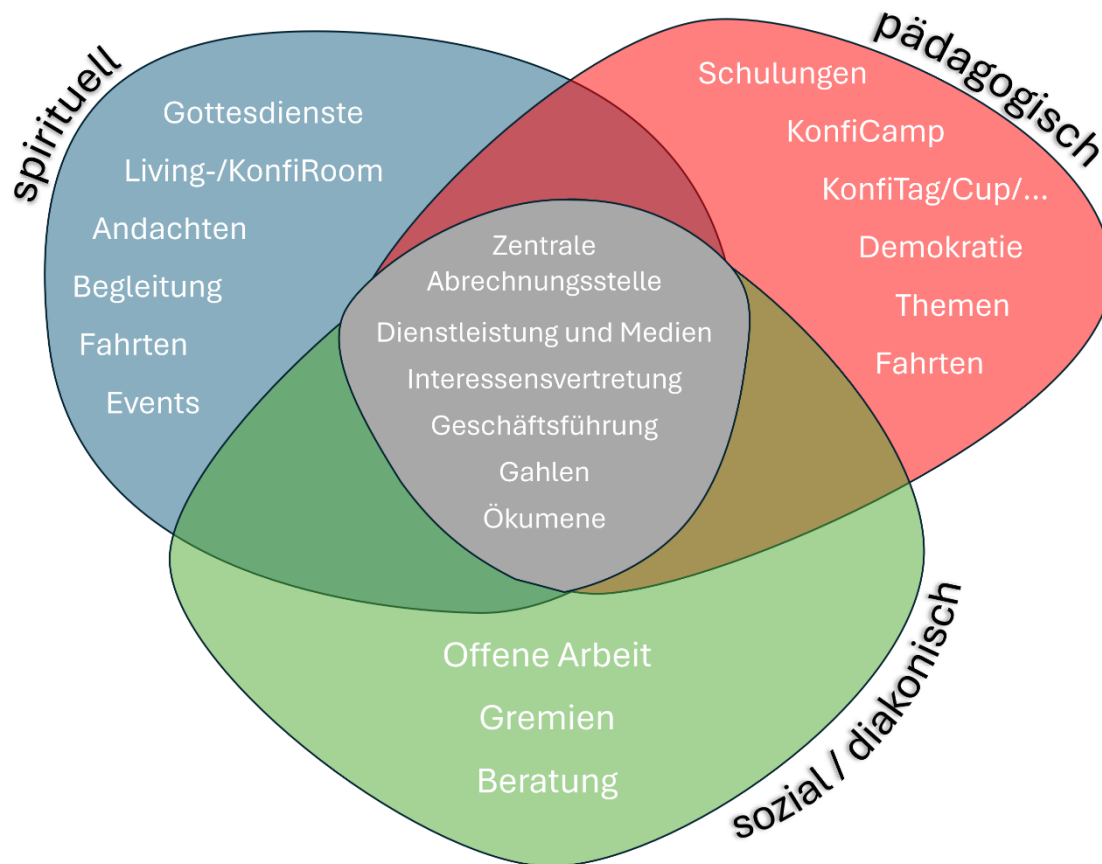 spirituell
Gottesdienste
Living-/KonfiRoom
Andachten
Begleitung
Fahrten
Events
pädagogisch
Schulungen
KonfiCamp
KonfiTag/Cup/...
Demokratie
Themen
Fahrten
Zentrale
Abrechnungsstelle
Dienstleistung und Medien
Interessensvertretung
Geschäftsführung
Gahlen
Ökumene
Offene Arbeit
Gremien
Beratung
sozial / diakonisch